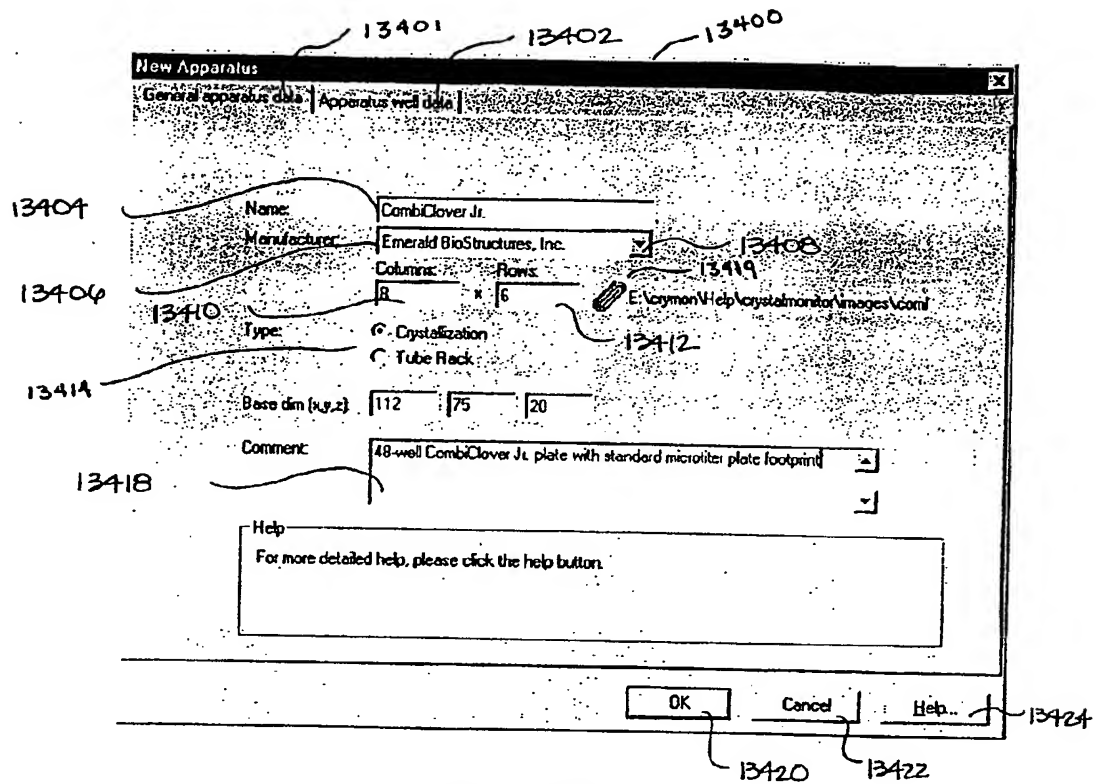 13401 13402 13400
New Apparatus
General apparatus data Apparatus well data
13404 Name: CombiClover Jr.
Manufacturer: Emerald BioStructures, Inc. 13408
13406 Columns: Rows: 13419
13410 8 x 6 E:\crymon\Help\crystalmonitor\images\coml
Type: Crystallization 13412
13414 Tube Rack
Base dim (x,y,z): 112 75 20
Comment: 48-well CombiClover Jr. plate with standard microtiter plate footprint
13418
Help
For more detailed help, please click the help button.
OK Cancel Help... 13424
13420 13422